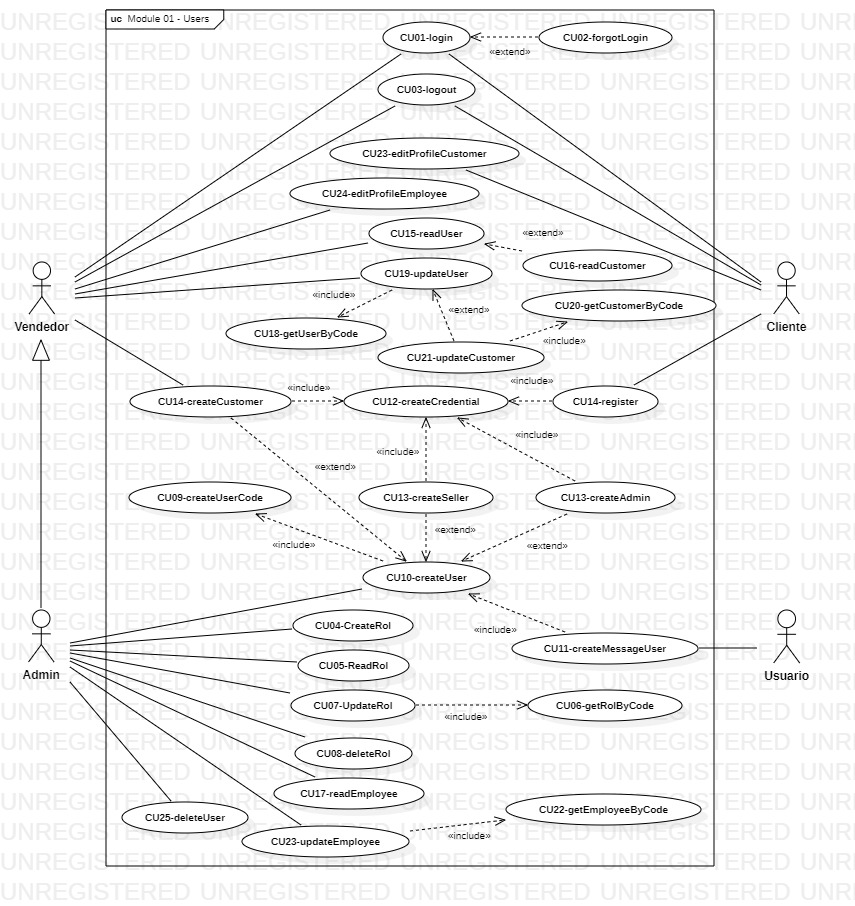 uc Module 01 - Users
CU01-login
CU02-forgotLogin
«extend»
CU03-logout
CU23-editProfileCustomer
CU24-editProfileEmployee
CU15-readUser
«extend»
CU16-readCustomer
CU19-updateUser
«include»
CU20-getCustomerByCode
«extend»
Vendedor
Cliente
CU18-getUserByCode
«include»
CU21-updateCustomer
«include»
«include»
CU14-createCustomer
CU12-createCredential
CU14-register
«include»
«include»
«extend»
CU09-createUserCode
CU13-createSeller
CU13-createAdmin
«extend»
«include»
«extend»
CU10-createUser
CU04-CreateRol
«include»
CU11-createMessageUser
CU05-ReadRol
Admin
Usuario
CU07-UpdateRol
CU06-getRolByCode
«include»
CU08-deleteRol
CU17-readEmployee
CU22-getEmployeeByCode
CU25-deleteUser
«include»
CU23-updateEmployee
UNREGISTERED